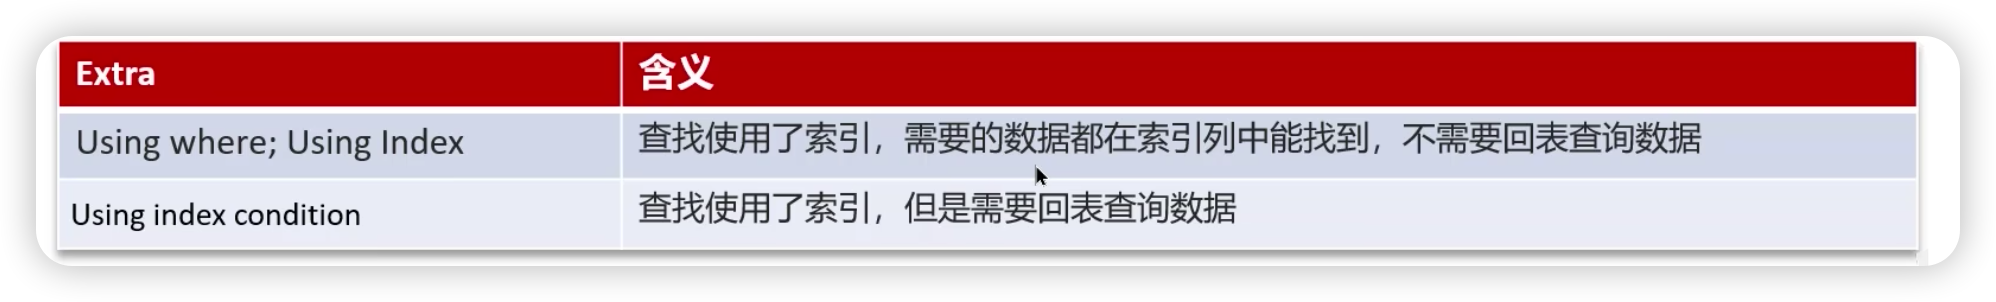 Extra
含义
Using where; Using Index
查找使用了索引，需要的数据都在索引列中能找到，不需要回表查询数据
Using index condition
查找使用了索引，但是需要回表查询数据